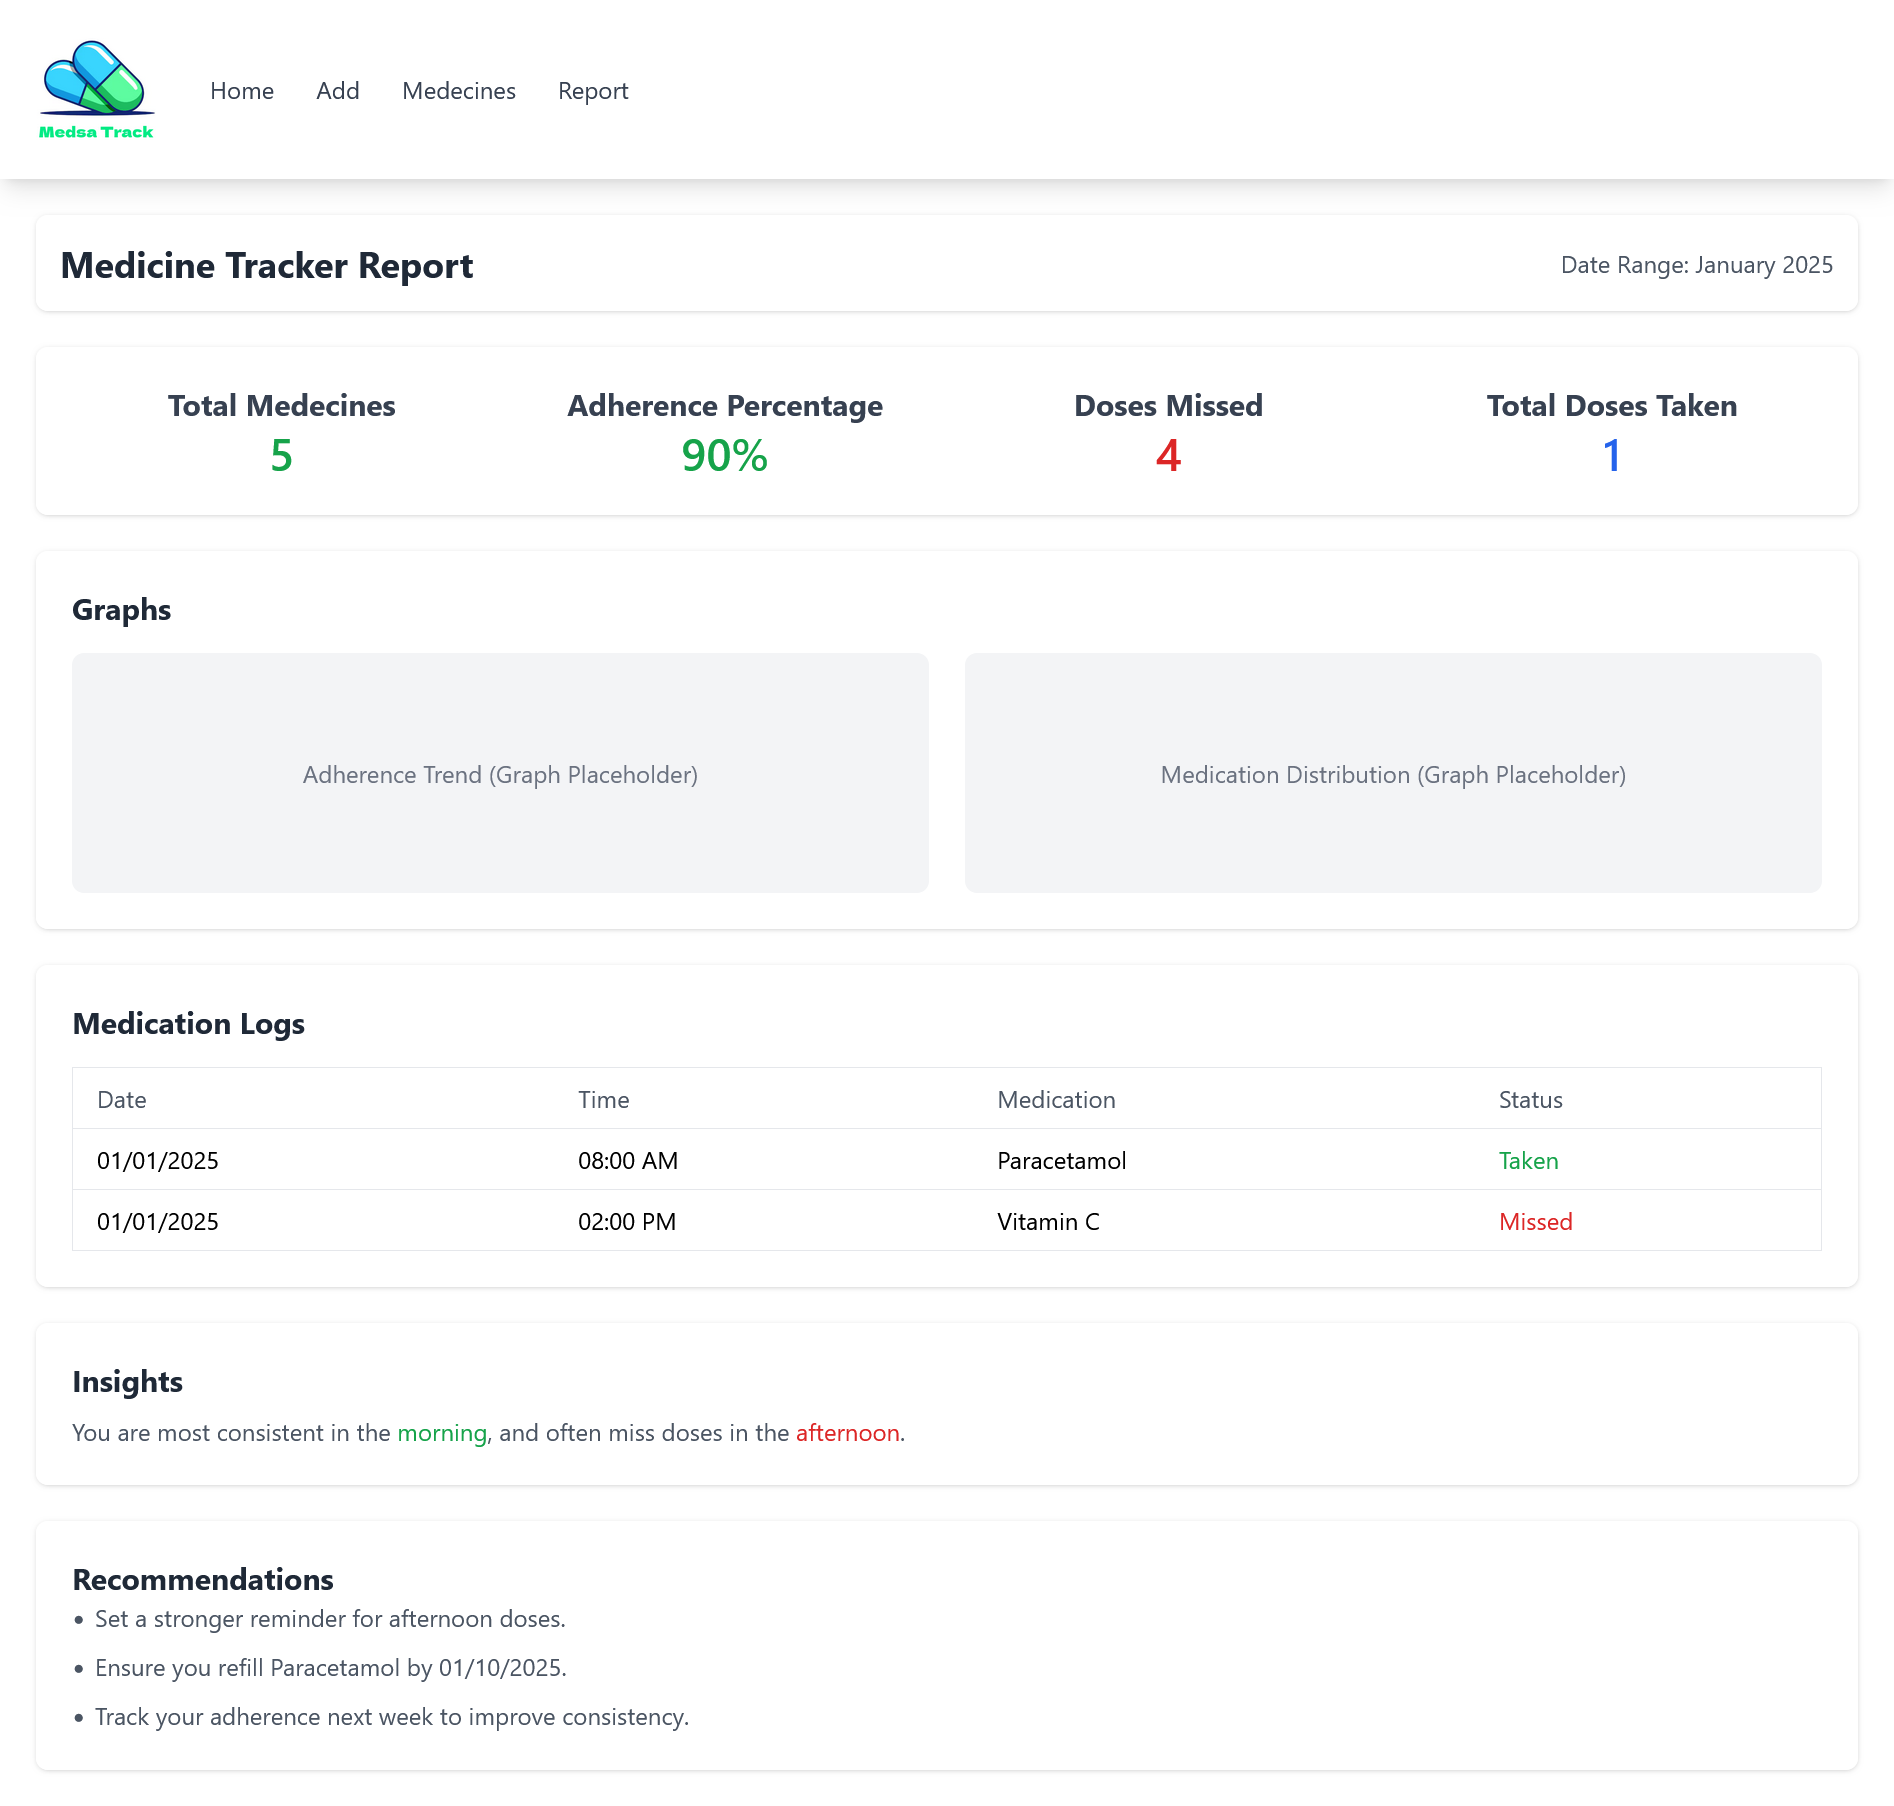 Medsa Track
Home Add Medecines Report
Medicine Tracker Report
Date Range: January 2025
Total Medecines Adherence Percentage Doses Missed Total Doses Taken
5 90% 4 1
Graphs
Adherence Trend (Graph Placeholder) Medication Distribution (Graph Placeholder)
Medication Logs
Date Time Medication Status
01/01/2025 08:00 AM Paracetamol Taken
01/01/2025 02:00 PM Vitamin C Missed
Insights
You are most consistent in the morning, and often miss doses in the afternoon.
Recommendations
• Set a stronger reminder for afternoon doses.
• Ensure you refill Paracetamol by 01/10/2025.
• Track your adherence next week to improve consistency.